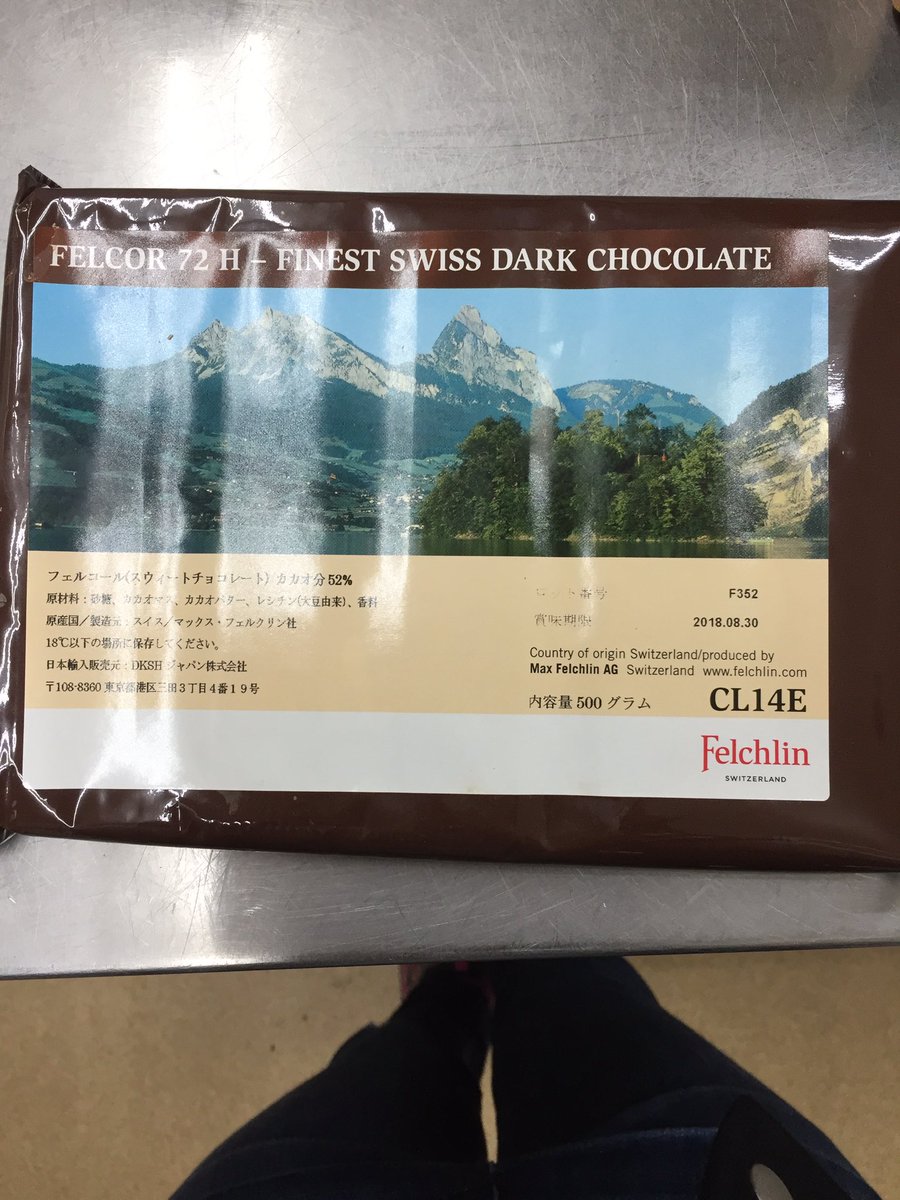 FELCOR 72 H – FINEST SWISS DARK CHOCOLATE
フェルコール(スウィートチョコレート) カカオ分52%
原材料：砂糖、カカオマス、カカオバター、レシチン(大豆由来)、香料
原産国／製造元：スイス／マックス・フェルクリン社
18℃以下の場所に保存してください。
日本輸入販売元：DKSHジャパン株式会社
〒108-8360 東京都港区三田3丁目4番19号
ロット番号 F352
賞味期限 2018.08.30
Country of origin Switzerland/produced by
Max Felchlin AG Switzerland www.felchlin.com
内容量 500 グラム CL14E
Felchlin
SWITZERLAND